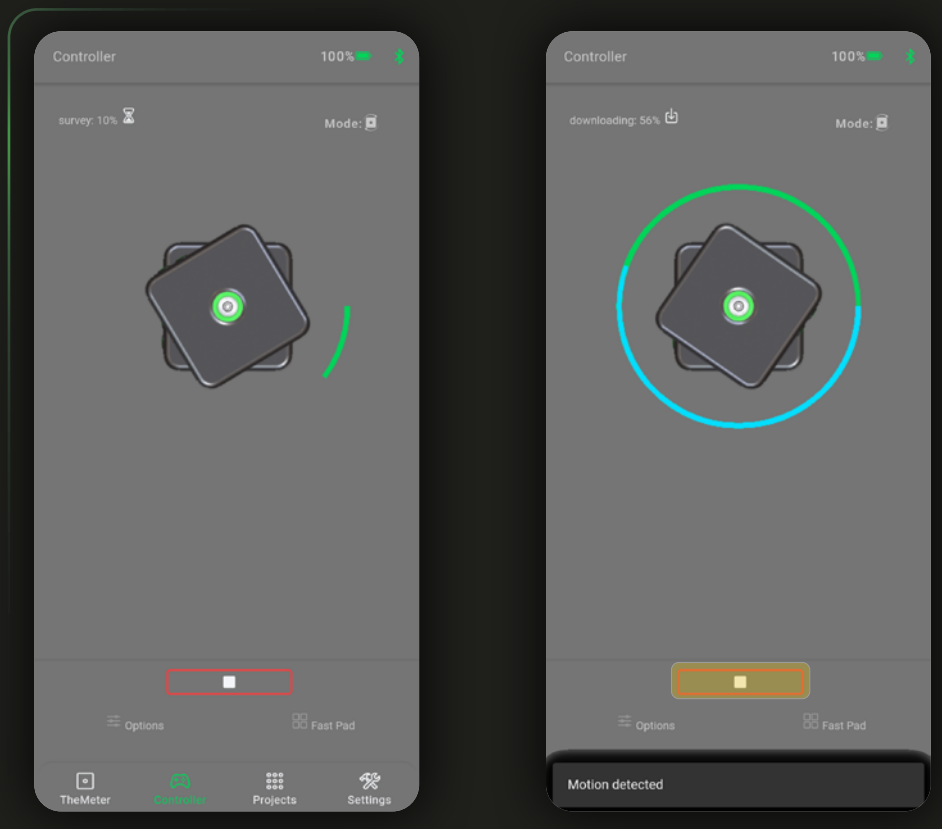 Controller
100%
survey: 10%
Mode:
Options
Fast Pad
TheMeter
Controller
Projects
Settings
Controller
100%
downloading: 56%
Mode:
Options
Fast Pad
Motion detected